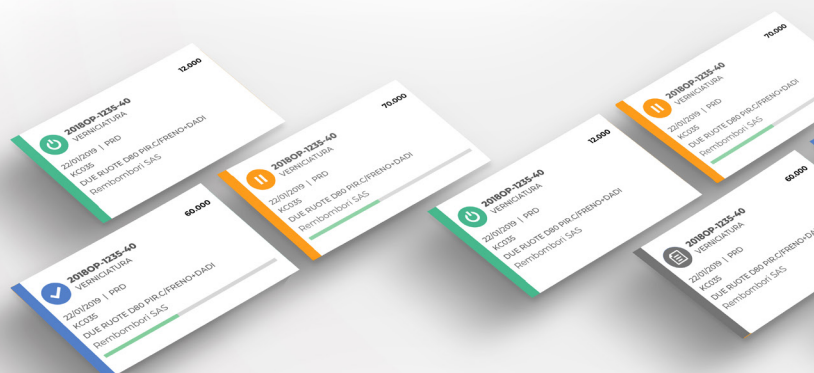 12.000
2018OP-1235-40
VERNICIATURA
22/01/2019 | PRD
KC035
DUE RUOTE D80 PIR.C/FRENO+DADI
Rembombori SAS
70.000
2018OP-1235-40
VERNICIATURA
22/01/2019 | PRD
KC035
DUE RUOTE D80 PIR.C/FRENO+DADI
Rembombori SAS
12.000
2018OP-1235-40
VERNICIATURA
22/01/2019 | PRD
KC035
DUE RUOTE D80 PIR.C/FRENO+DADI
Rembombori SAS
70.000
2018OP-1235-40
VERNICIATURA
22/01/2019 | PRD
KC035
DUE RUOTE D80 PIR.C/FRENO+DADI
Rembombori SAS
60.000
2018OP-1235-40
VERNICIATURA
22/01/2019 | PRD
KC035
DUE RUOTE D80 PIR.C/FRENO+DADI
Rembombori SAS
60.000
2018OP-1235-40
VERNICIATURA
22/01/2019 | PRD
KC035
DUE RUOTE D80 PIR.C/FRENO+DAD
Rembombori SAS